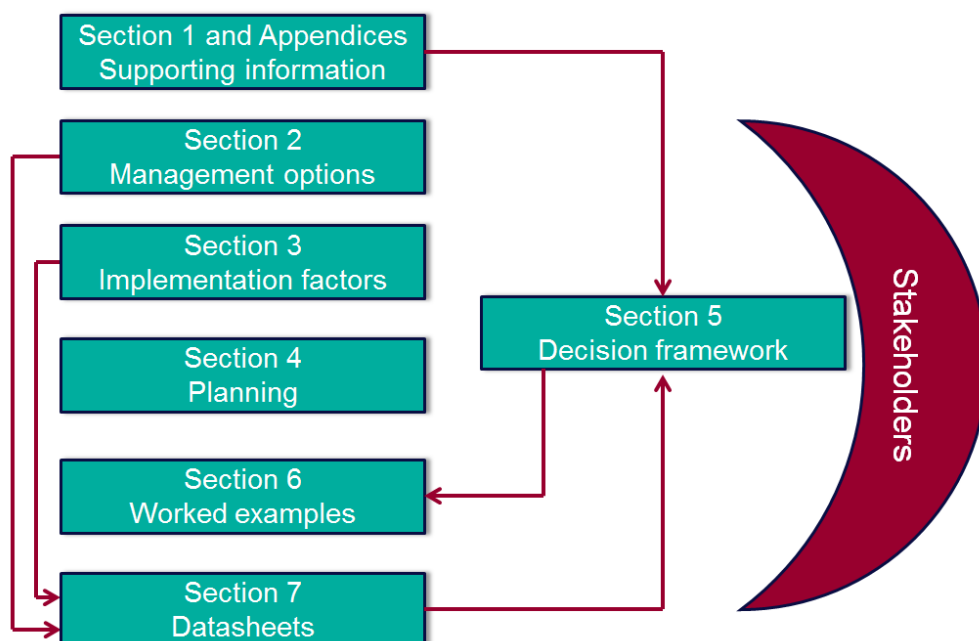 Section 1 and Appendices
Supporting information
Section 2
Management options
Section 3
Implementation factors
Section 4
Planning
Section 5
Decision framework
Section 6
Worked examples
Section 7
Datasheets
Stakeholders